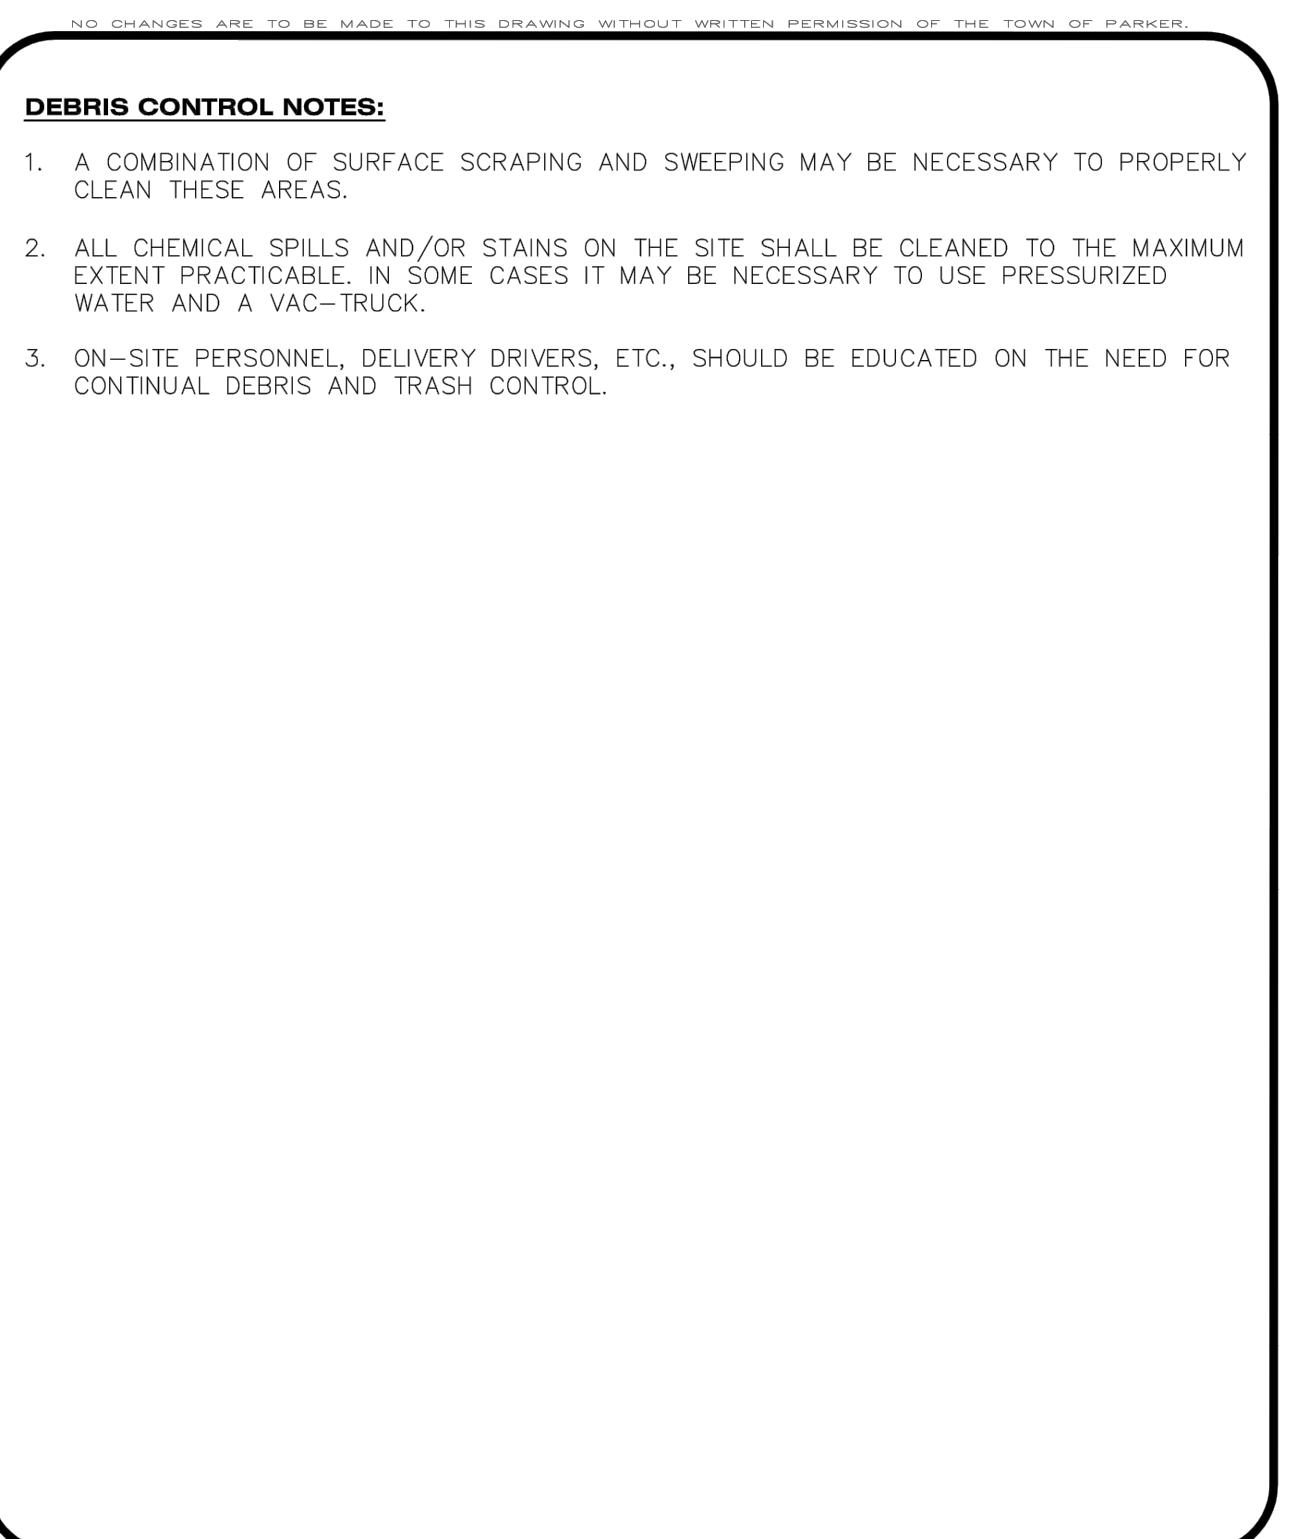 NO CHANGES ARE TO BE MADE TO THIS DRAWING WITHOUT WRITTEN PERMISSION OF THE TOWN OF PARKER.
DEBRIS CONTROL NOTES:
1. A COMBINATION OF SURFACE SCRAPING AND SWEEPING MAY BE NECESSARY TO PROPERLY
CLEAN THESE AREAS.
2. ALL CHEMICAL SPILLS AND/OR STAINS ON THE SITE SHALL BE CLEANED TO THE MAXIMUM
EXTENT PRACTICABLE. IN SOME CASES IT MAY BE NECESSARY TO USE PRESSURIZED
WATER AND A VAC-TRUCK.
3. ON-SITE PERSONNEL, DELIVERY DRIVERS, ETC., SHOULD BE EDUCATED ON THE NEED FOR
CONTINUAL DEBRIS AND TRASH CONTROL.